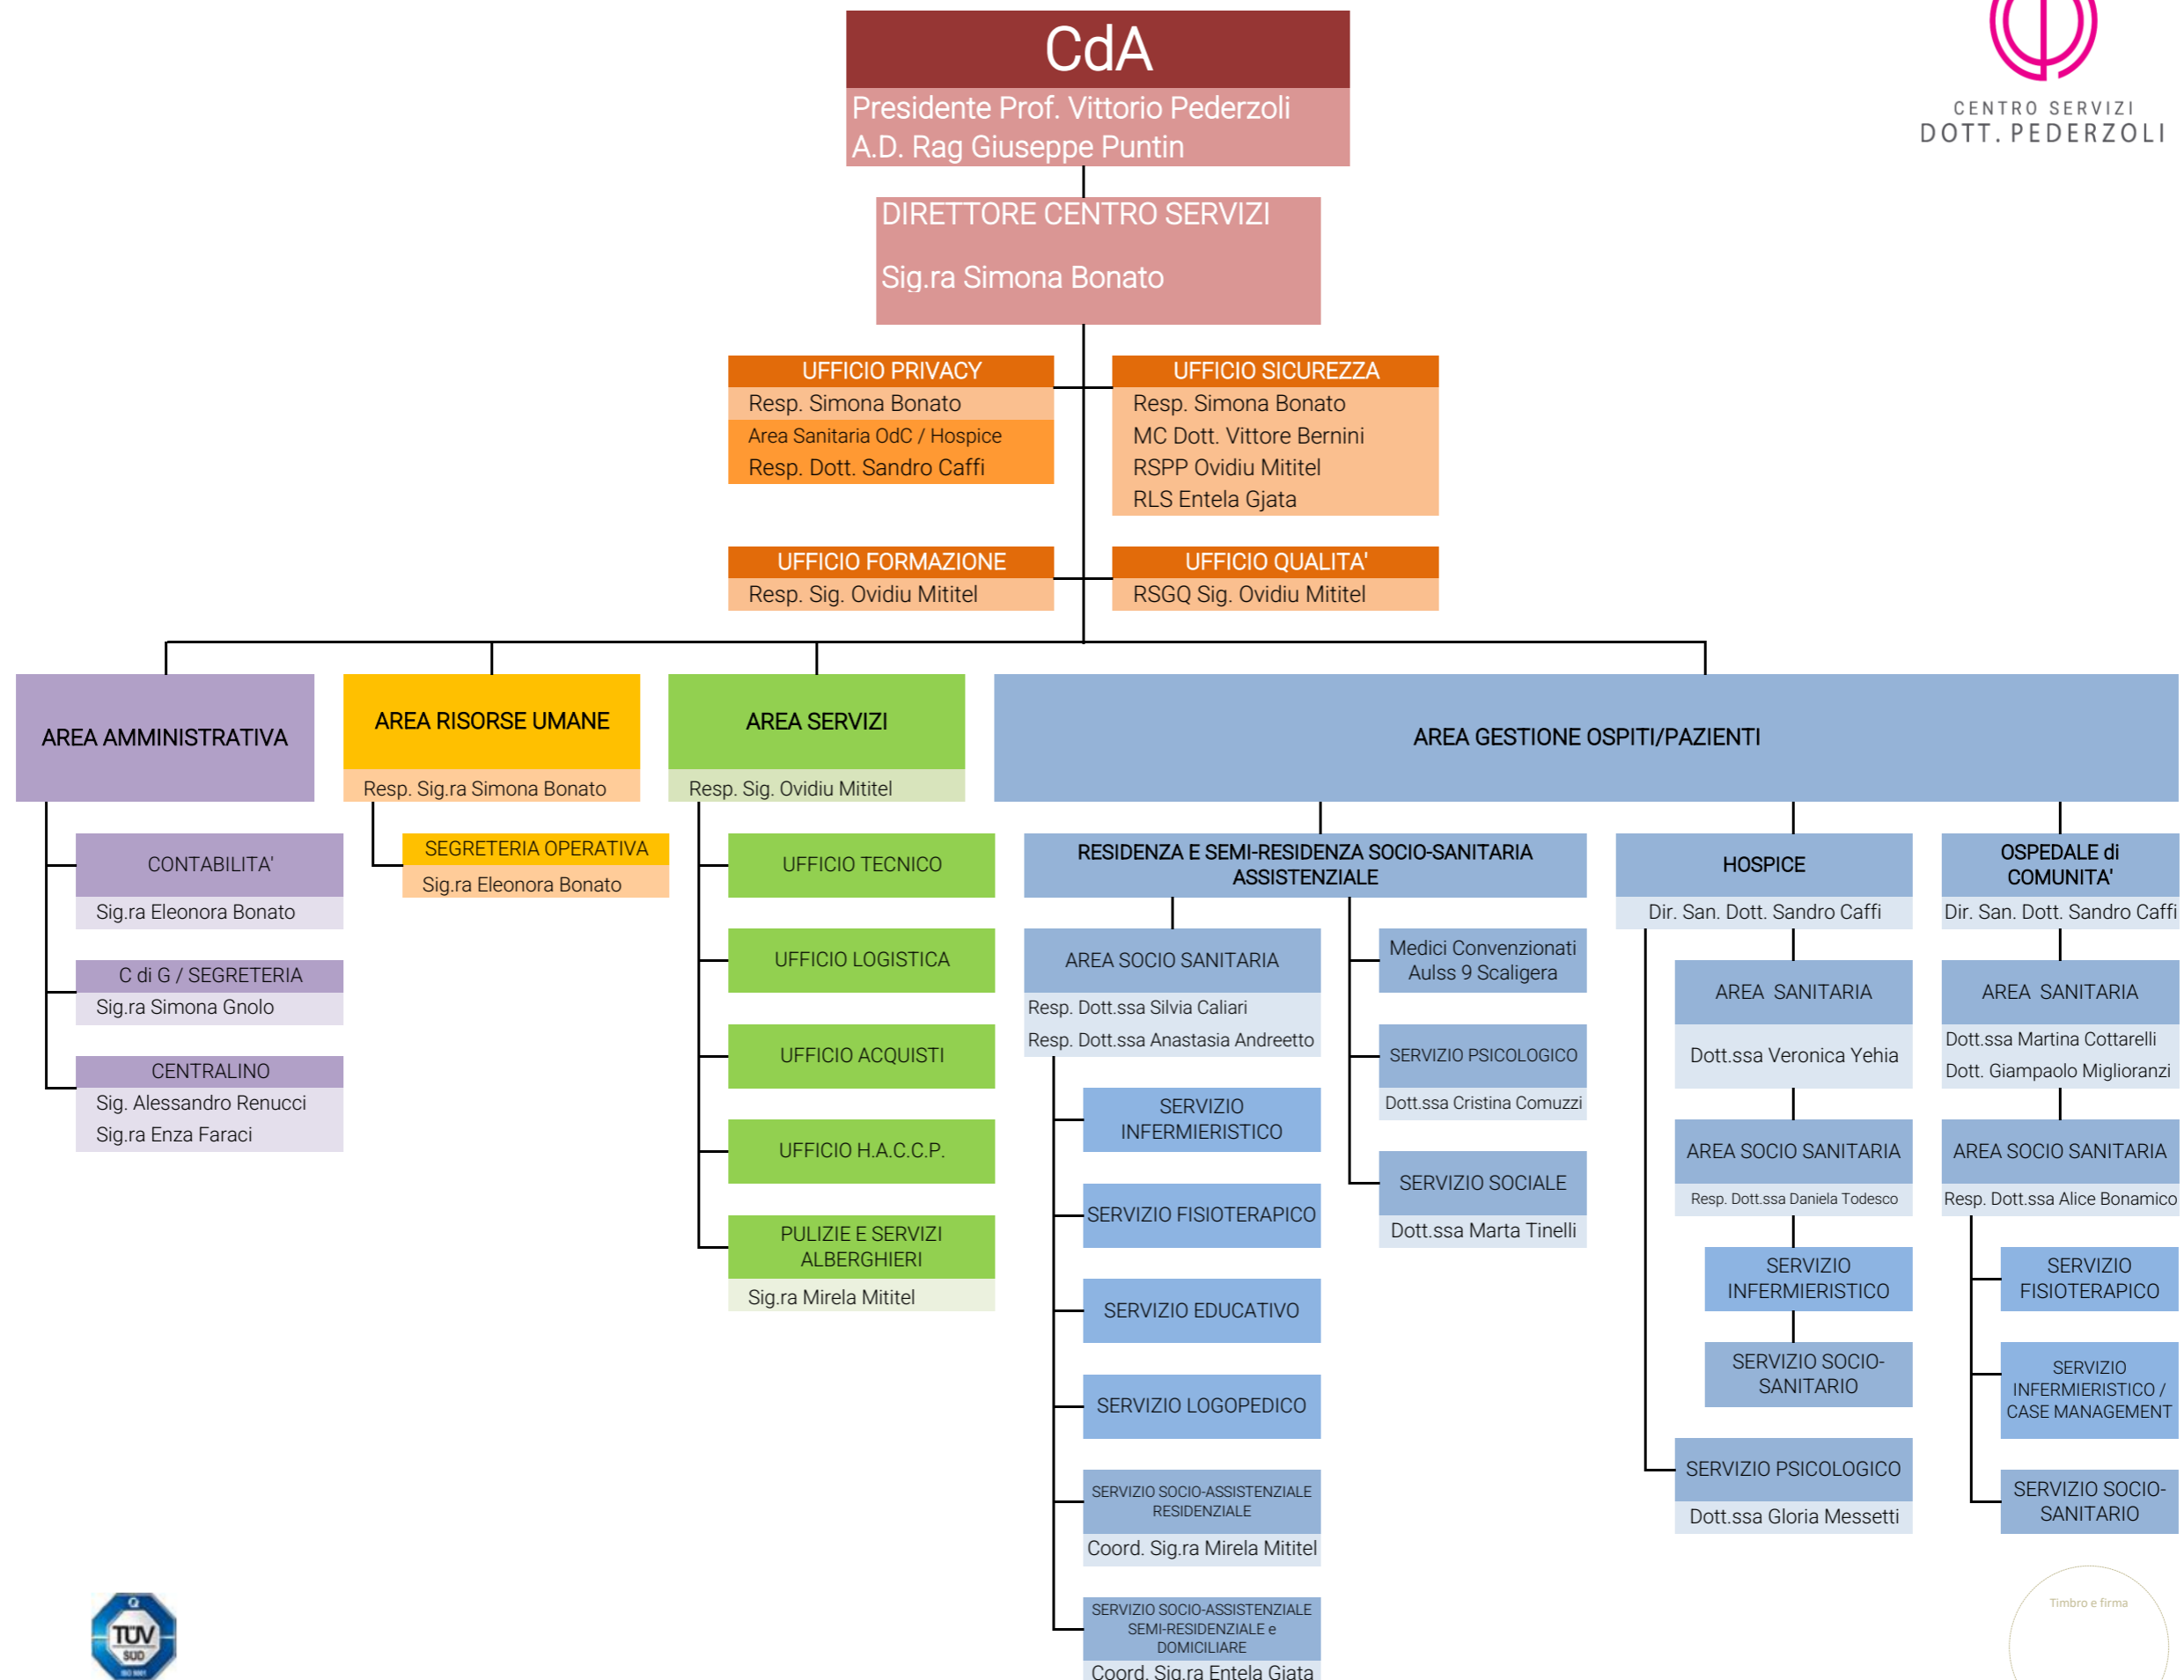 CdA
Presidente Prof. Vittorio Pederzoli
A.D. Rag Giuseppe Puntin
CENTRO SERVIZI
DOTT. PEDERZOLI
DIRETTORE CENTRO SERVIZI
Sig.ra Simona Bonato
UFFICIO PRIVACY
Resp. Simona Bonato
Area Sanitaria OdC / Hospice
Resp. Dott. Sandro Caffi
UFFICIO SICUREZZA
Resp. Simona Bonato
MC Dott. Vittore Bernini
RSPP Ovidiu Mititel
RLS Entela Gjata
UFFICIO FORMAZIONE
Resp. Sig. Ovidiu Mititel
UFFICIO QUALITA'
RSGQ Sig. Ovidiu Mititel
AREA AMMINISTRATIVA
CONTABILITA'
Sig.ra Eleonora Bonato
C di G / SEGRETERIA
Sig.ra Simona Gnolo
CENTRALINO
Sig. Alessandro Renucci
Sig.ra Enza Faraci
AREA RISORSE UMANE
Resp. Sig.ra Simona Bonato
SEGRETERIA OPERATIVA
Sig.ra Eleonora Bonato
AREA SERVIZI
Resp. Sig. Ovidiu Mititel
UFFICIO TECNICO
UFFICIO LOGISTICA
UFFICIO ACQUISTI
UFFICIO H.A.C.C.P.
PULIZIE E SERVIZI
ALBERGHIERI
Sig.ra Mirela Mititel
AREA GESTIONE OSPITI/PAZIENTI
RESIDENZA E SEMI-RESIDENZA SOCIO-SANITARIA
ASSISTENZIALE
AREA SOCIO SANITARIA
Resp. Dott.ssa Silvia Caliari
Resp. Dott.ssa Anastasia Andreetto
SERVIZIO
INFERMIERISTICO
SERVIZIO FISIOTERAPICO
SERVIZIO EDUCATIVO
SERVIZIO LOGOPEDICO
SERVIZIO SOCIO-ASSISTENZIALE
RESIDENZIALE
Coord. Sig.ra Mirela Mititel
SERVIZIO SOCIO-ASSISTENZIALE
SEMI-RESIDENZIALE e
DOMICILIARE
Coord. Sig.ra Entela Gjata
Medici Convenzionati
Aulss 9 Scaligera
SERVIZIO PSICOLOGICO
Dott.ssa Cristina Comuzzi
SERVIZIO SOCIALE
Dott.ssa Marta Tinelli
HOSPICE
Dir. San. Dott. Sandro Caffi
AREA SANITARIA
Dott.ssa Veronica Yehia
AREA SOCIO SANITARIA
Resp. Dott.ssa Daniela Todesco
SERVIZIO
INFERMIERISTICO
SERVIZIO SOCIO-
SANITARIO
SERVIZIO PSICOLOGICO
Dott.ssa Gloria Messetti
OSPEDALE di
COMUNITA'
Dir. San. Dott. Sandro Caffi
AREA SANITARIA
Dott.ssa Martina Cottarelli
Dott. Giampaolo Miglioranzi
AREA SOCIO SANITARIA
Resp. Dott.ssa Alice Bonamico
SERVIZIO
FISIOTERAPICO
SERVIZIO
INFERMIERISTICO /
CASE MANAGEMENT
SERVIZIO SOCIO-
SANITARIO
Q
TÜV
SUD
ISO 9001
Timbro e firma